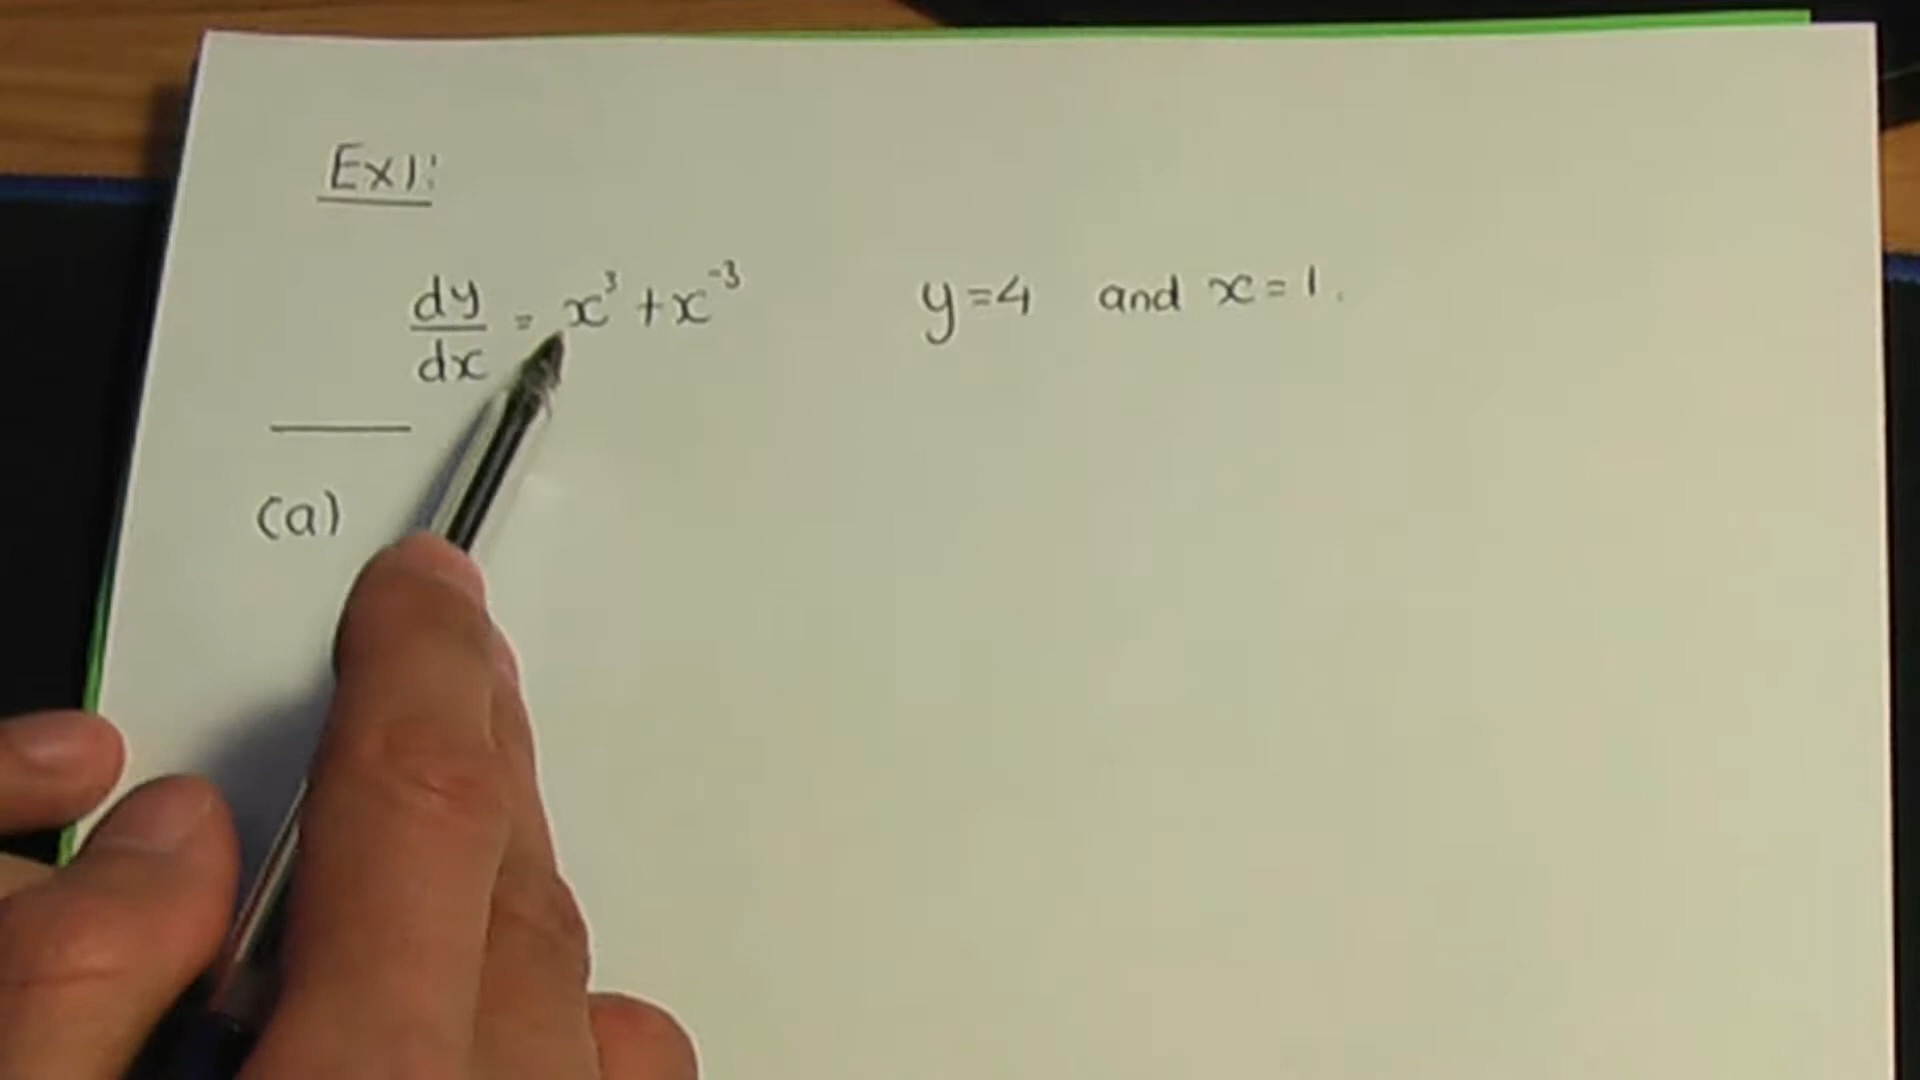 Ex1:
dy/dx = x³ + x⁻³ y=4 and x=1.
(a)